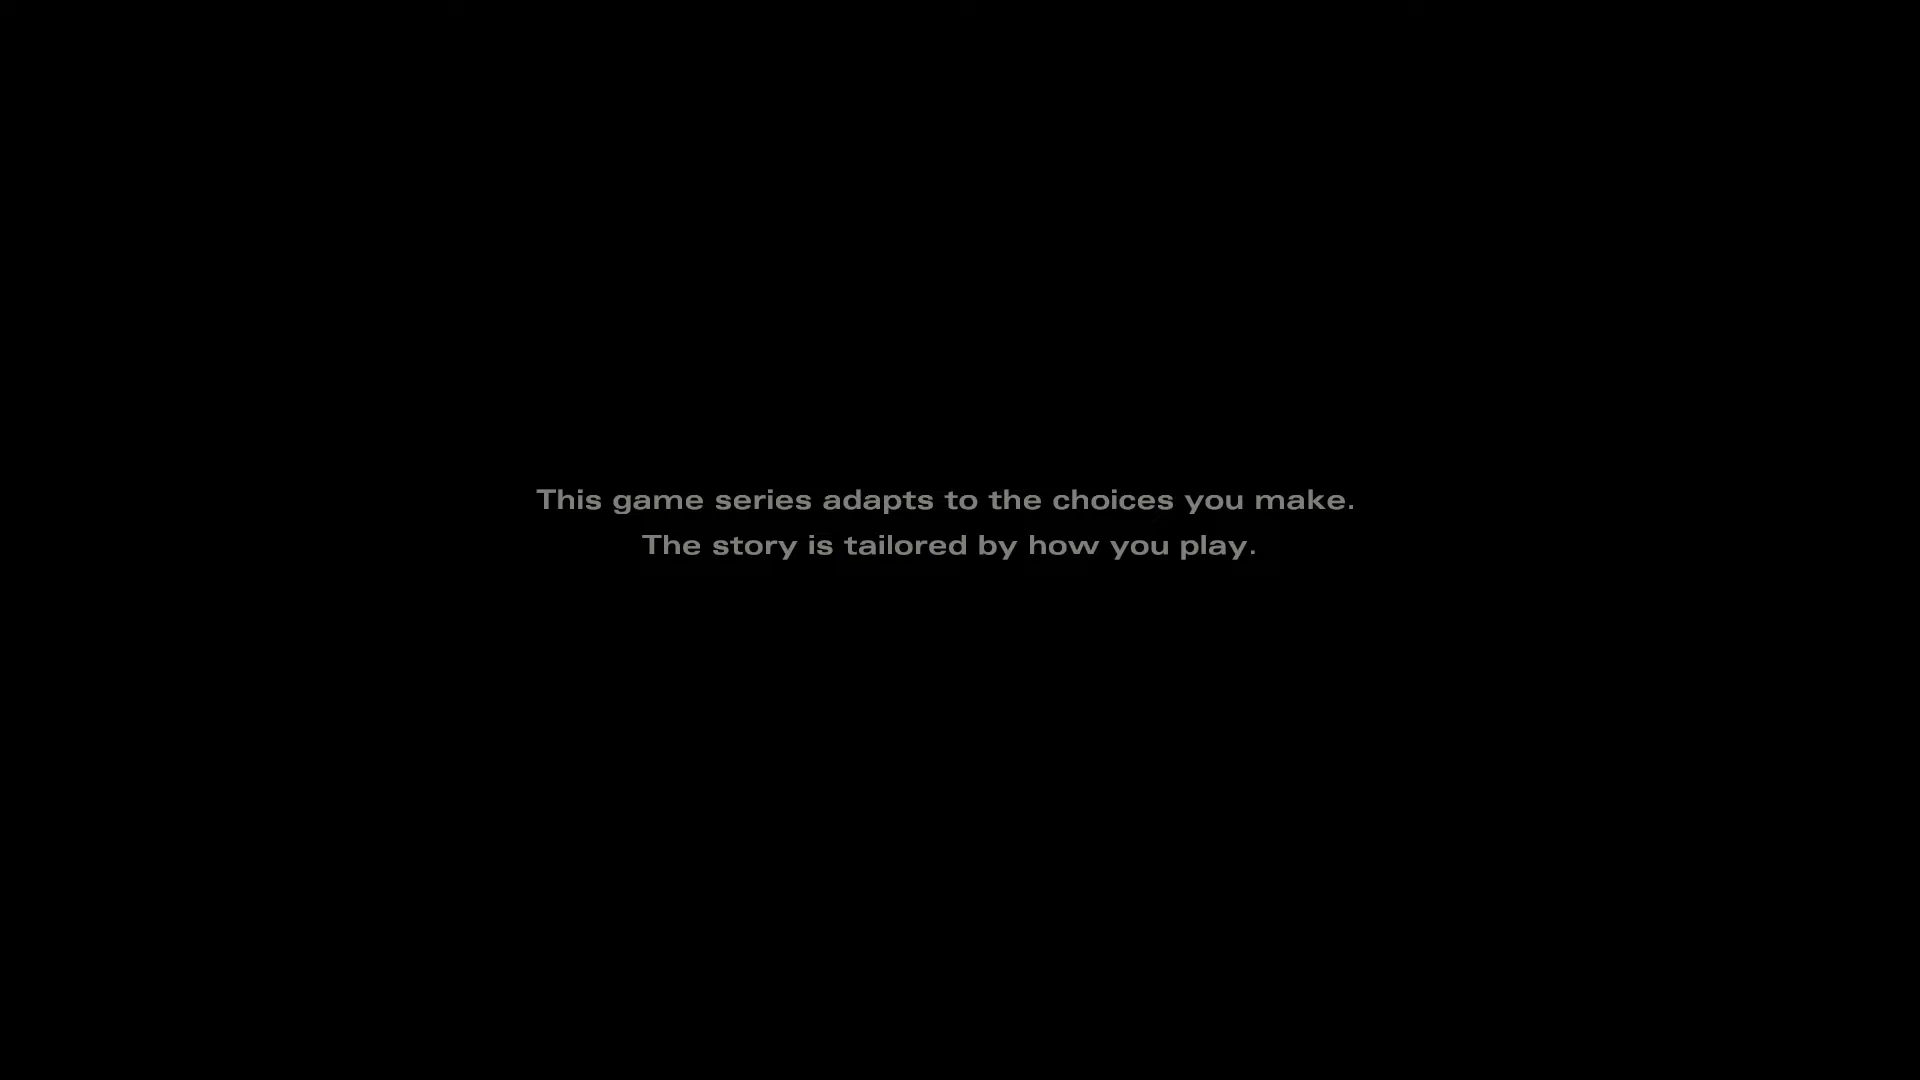 This game series adapts to the choices you make.
The story is tailored by how you play.